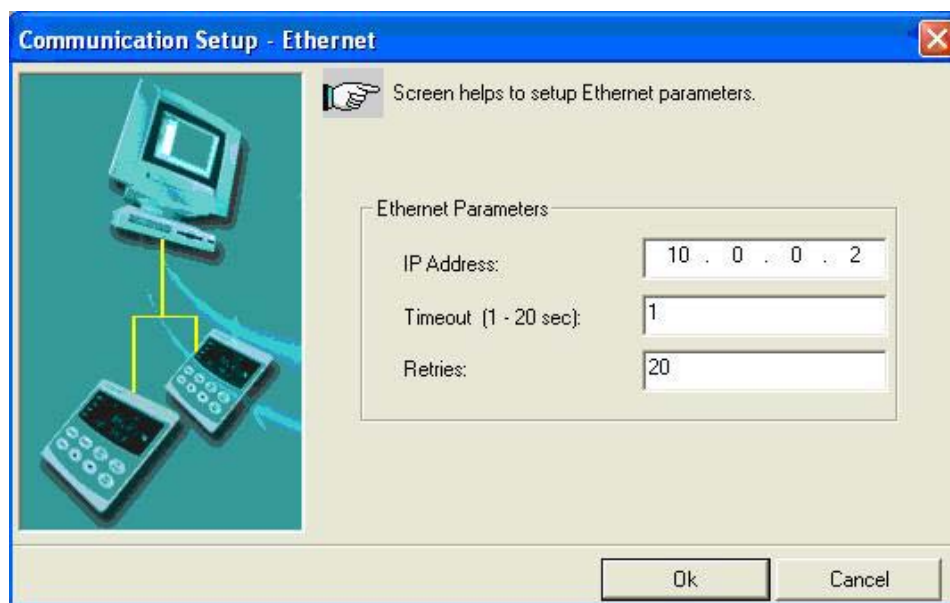 Communication Setup - Ethernet
Screen helps to setup Ethernet parameters.
Ethernet Parameters
IP Address: 10 . 0 . 0 . 2
Timeout (1 - 20 sec): 1
Retries: 20
Ok Cancel